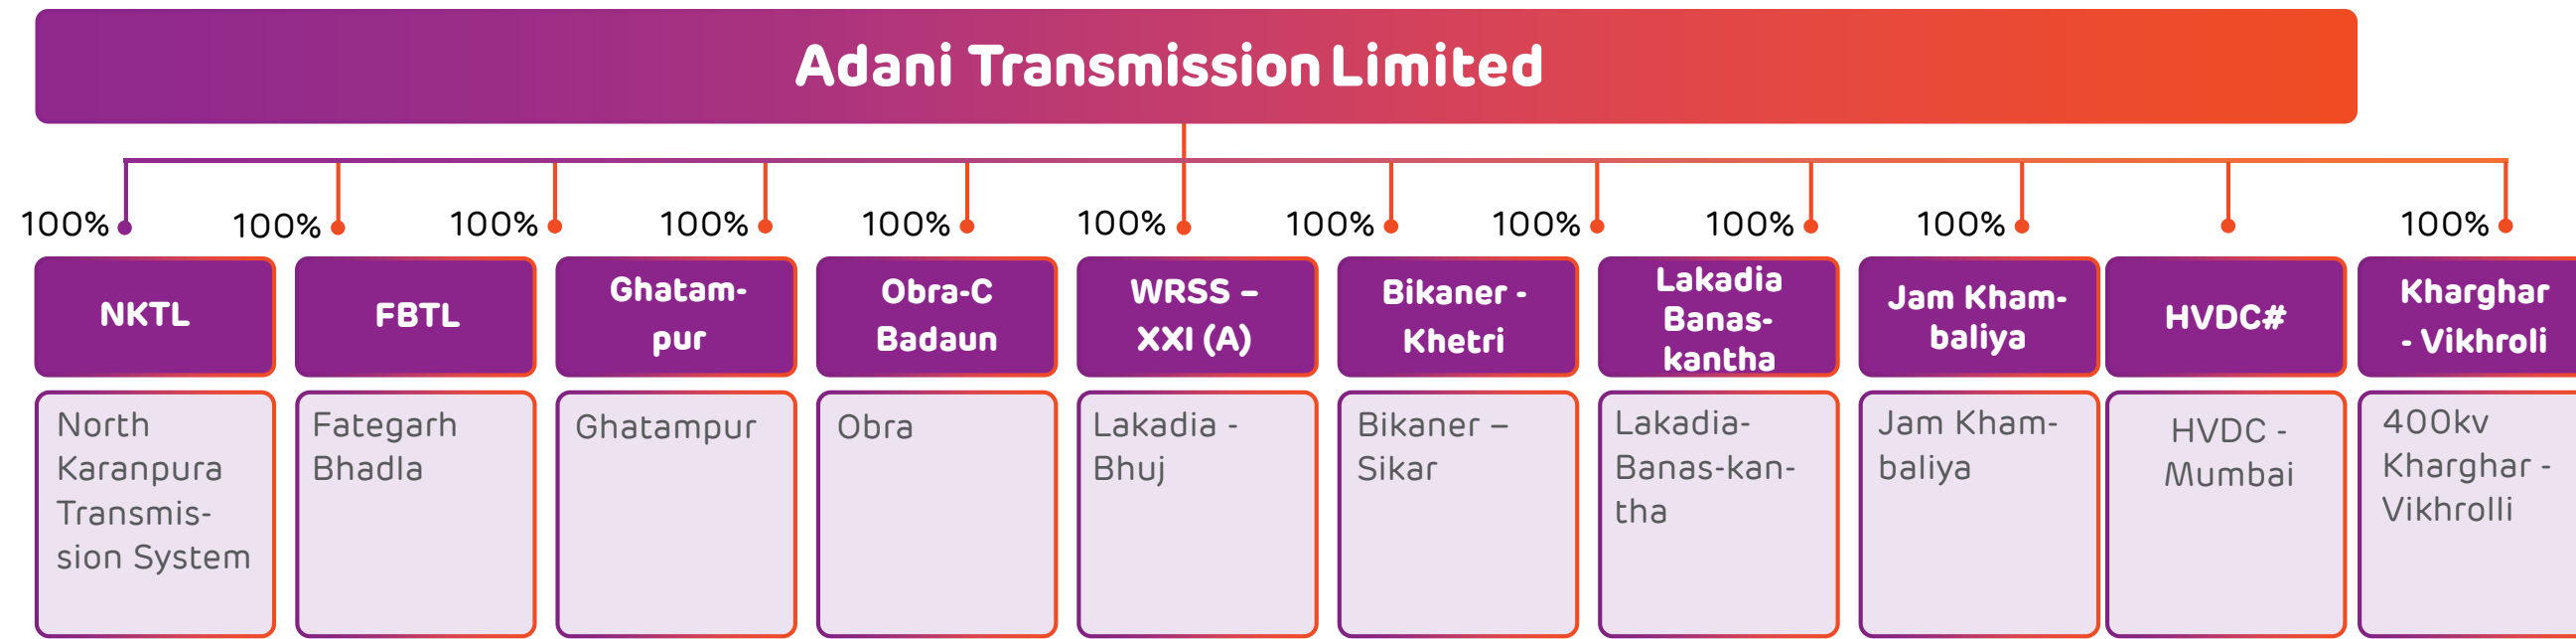 Adani Transmission Limited
100% 100% 100% 100% 100% 100% 100% 100% 100% 100% 100%
NKTL
FBTL
Ghatam-
pur
Obra-C
Badaun
WRSS –
XXI (A)
Bikaner -
Khetri
Lakadia
Banas-
kantha
Jam Kham-
baliya
HVDC#
Kharghar
- Vikhroli
North
Karanpura
Transmis-
sion System
Fategarh
Bhadla
Ghatampur
Obra
Lakadia -
Bhuj
Bikaner –
Sikar
Lakadia-
Banas-kan-
tha
Jam Kham-
baliya
HVDC -
Mumbai
400kv
Kharghar -
Vikhrolli